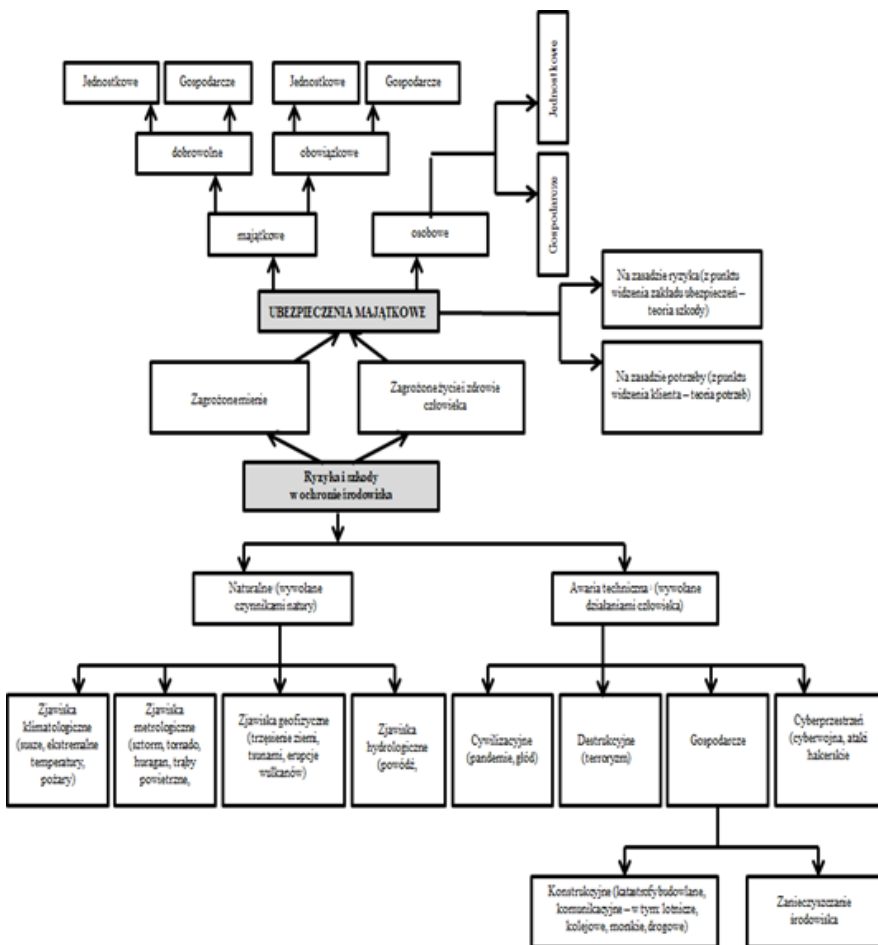 Jednostkowe
Gospodarcze
Jednostkowe
Gospodarcze
Jednostkowe
Gospodarcze
dobrowolne
obowiązkowe
majątkowe
osobowe
Na zasadzie ryzyka (z punktu
widzenia zakładu ubezpieczeń –
teoria szkody)
UBEZPIECZENIA MAJĄTKOWE
Na zasadzie potrzeby (z punktu
widzenia klienta – teoria potrzeb)
Zagrożone mienie
Zagrożone życie i zdrowie
człowieka
Ryzyka i szkody
w ochronie środowiska
Naturalne (wywołane
czynnikami natury)
Awaria techniczna (wywołane
działaniami człowieka)
Zjawiska
klimatologiczne
(susze, ekstremalne
temperatury,
pożary)
Zjawiska
metrologiczne
(sztorm, tornado,
huragan, trąby
powietrzne,
Zjawiska geofizyczne
(trzęsienie ziemi,
tsunami, erupcje
wulkanów)
Zjawiska
hydrologiczne
(powódź,
Cywilizacyjne
(pandemie, głód)
Destrukcyjne
(terroryzm)
Gospodarcze
Cyberprzestrzeń
(cyberwojna, ataki
hakerskie
Konstrukcyjne (katastrofy budowlane,
komunikacyjne – w tym: lotnicze,
kolejowe, morskie, drogowe)
Zanieczyszczanie
środowiska